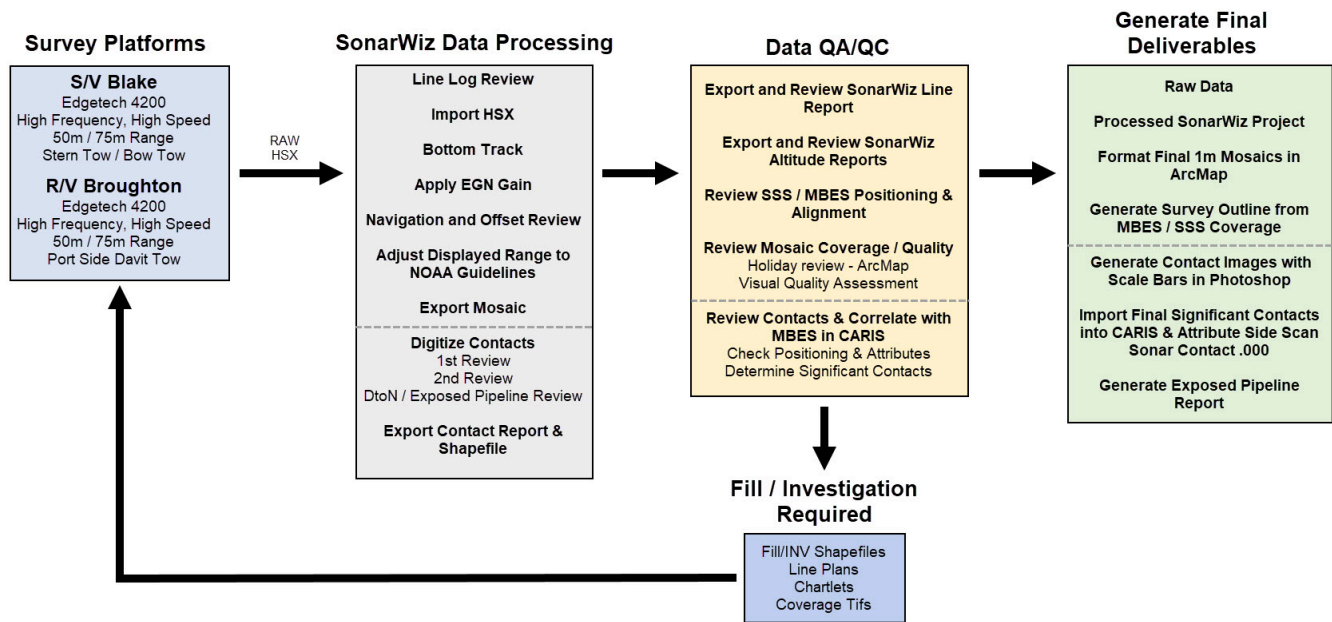 Survey Platforms
S/V Blake
Edgetech 4200
High Frequency, High Speed
50m / 75m Range
Stern Tow / Bow Tow
R/V Broughton
Edgetech 4200
High Frequency, High Speed
50m / 75m Range
Port Side Davit Tow
RAW
HSX
SonarWiz Data Processing
Line Log Review
Import HSX
Bottom Track
Apply EGN Gain
Navigation and Offset Review
Adjust Displayed Range to
NOAA Guidelines
Export Mosaic
Digitize Contacts
1st Review
2nd Review
DtoN / Exposed Pipeline Review
Export Contact Report &
Shapefile
Data QA/QC
Export and Review SonarWiz Line
Report
Export and Review SonarWiz
Altitude Reports
Review SSS / MBES Positioning &
Alignment
Review Mosaic Coverage / Quality
Holiday review - ArcMap
Visual Quality Assessment
Review Contacts & Correlate with
MBES in CARIS
Check Positioning & Attributes
Determine Significant Contacts
Fill / Investigation
Required
Fill/INV Shapefiles
Line Plans
Chartlets
Coverage Tifs
Generate Final
Deliverables
Raw Data
Processed SonarWiz Project
Format Final 1m Mosaics in
ArcMap
Generate Survey Outline from
MBES / SSS Coverage
Generate Contact Images with
Scale Bars in Photoshop
Import Final Significant Contacts
into CARIS & Attribute Side Scan
Sonar Contact .000
Generate Exposed Pipeline
Report